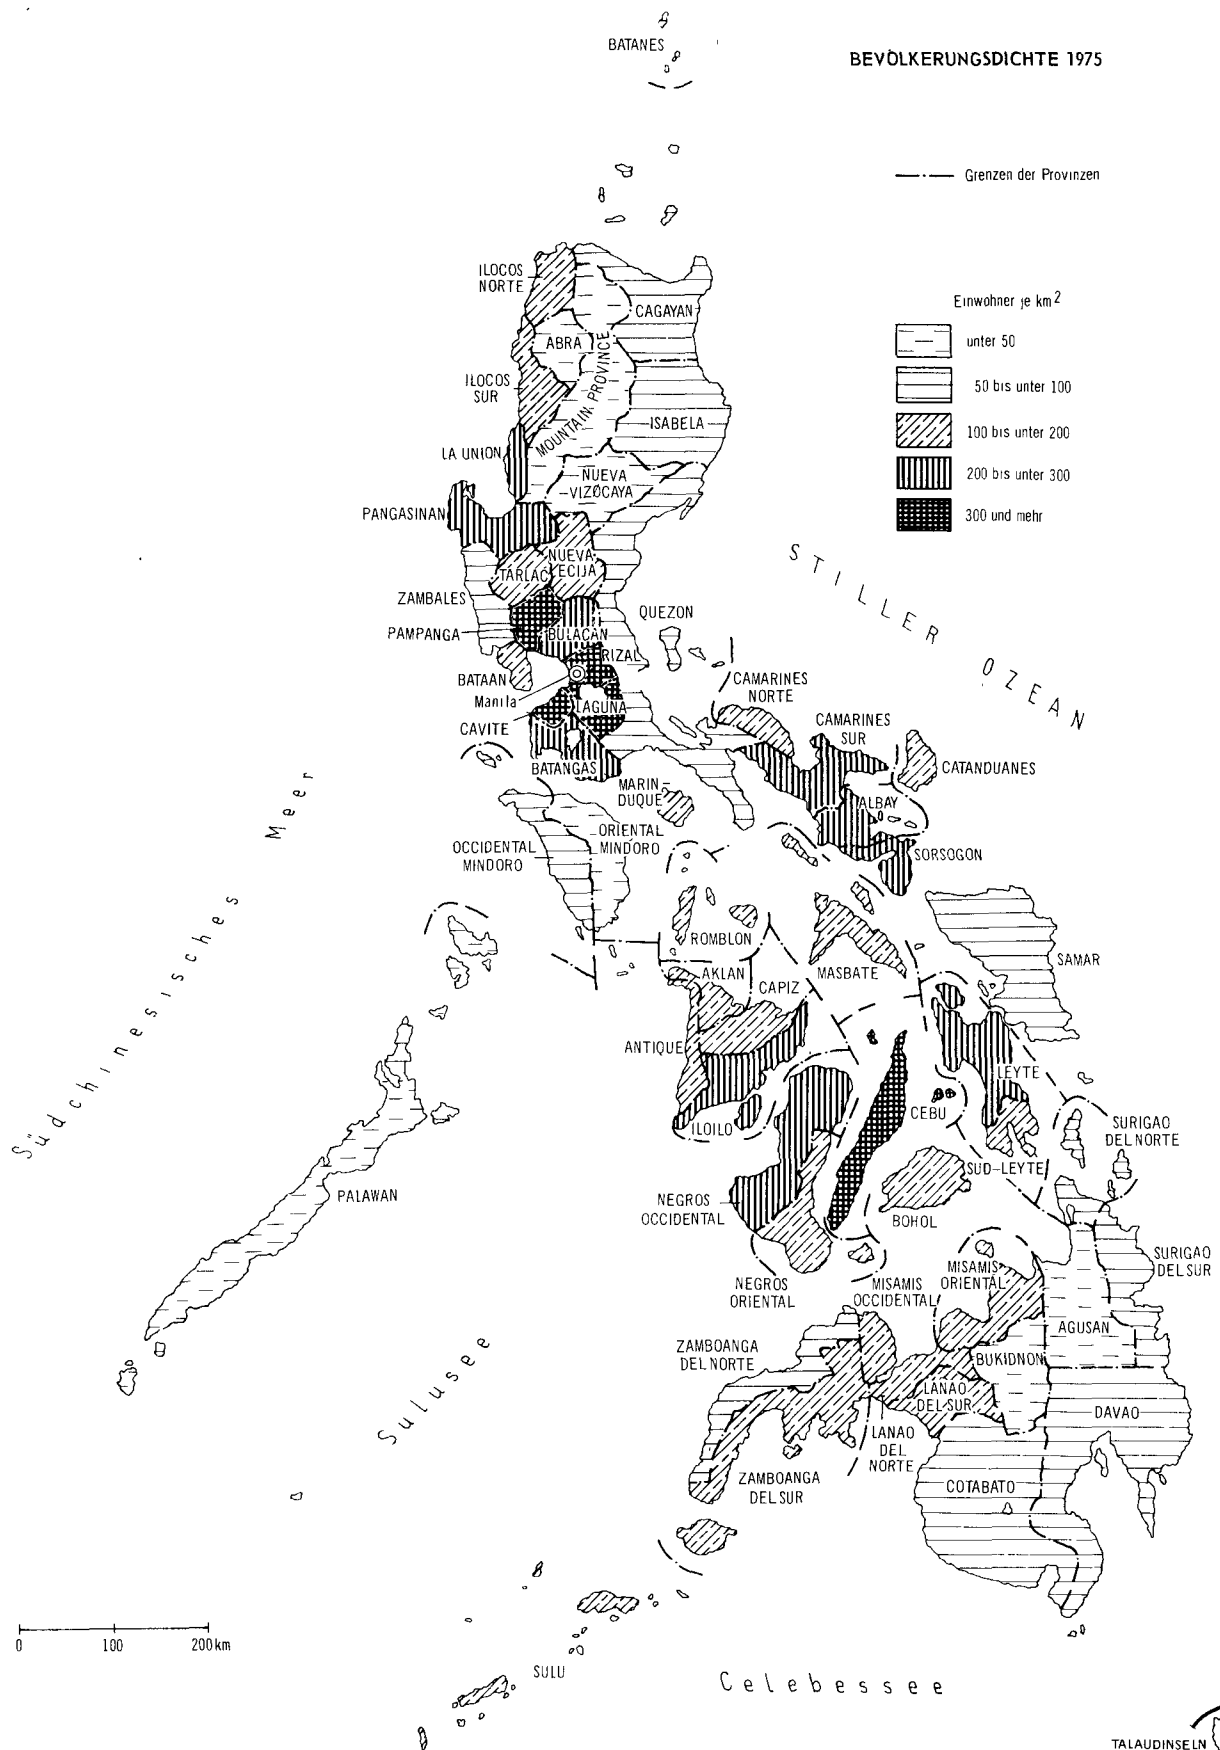 BATANES
BEVÖLKERUNGSDICHTE 1975
Grenzen der Provinzen
Einwohner je km²
unter 50
50 bis unter 100
100 bis unter 200
200 bis unter 300
300 und mehr
ILOCOS
NORTE
CAGAYAN
ABRA
ILOCOS
SUR
MOUNTAIN PROVINCE
ISABELA
LA UNION
NUEVA
VIZCAYA
PANGASINAN
NUEVA
ECIJA
TARLAC
ZAMBALES
QUEZON
PAMPANGA
BULACAN
RIZAL
BATAAN
Manila
LAGUNA
CAVITE
BATANGAS
STILLER OZEAN
CAMARINES
NORTE
CAMARINES
SUR
CATANDUANES
MARIN-
DUQUE
ALBAY
ORIENTAL
MINDORO
OCCIDENTAL
MINDORO
SORSOGON
Südchinesisches Meer
ROMBLON
AKLAN
MASBATE
SAMAR
CAPIZ
ANTIQUE
LEYTE
CEBU
ILOILO
SURIGAO
DEL NORTE
SÜD-LEYTE
PALAWAN
NEGROS
OCCIDENTAL
BOHOL
SURIGAO
DEL SUR
NEGROS
ORIENTAL
MISAMIS
OCCIDENTAL
MISAMIS
ORIENTAL
AGUSAN
ZAMBOANGA
DEL NORTE
BUKIDNON
LANAO
DEL SUR
DAVAO
LANAO
DEL
NORTE
Sulusee
ZAMBOANGA
DEL SUR
COTABATO
0 100 200 km
SULU
Celebessee
TALAUDINSELN